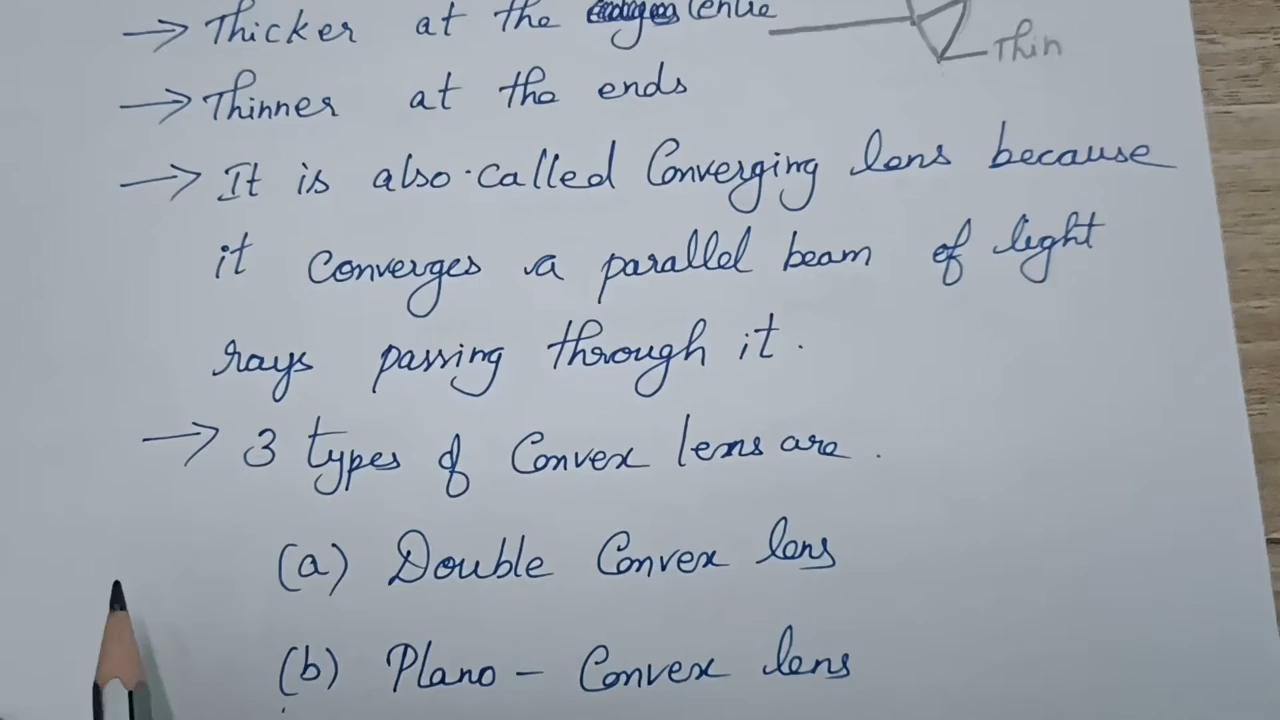 → Thicker at the centre
Thin
→ Thinner at the ends
→ It is also called Converging lens because
it converges a parallel beam of light
rays passing through it.
→ 3 types of Convex lens are.
(a) Double Convex lens
(b) Plano - Convex lens